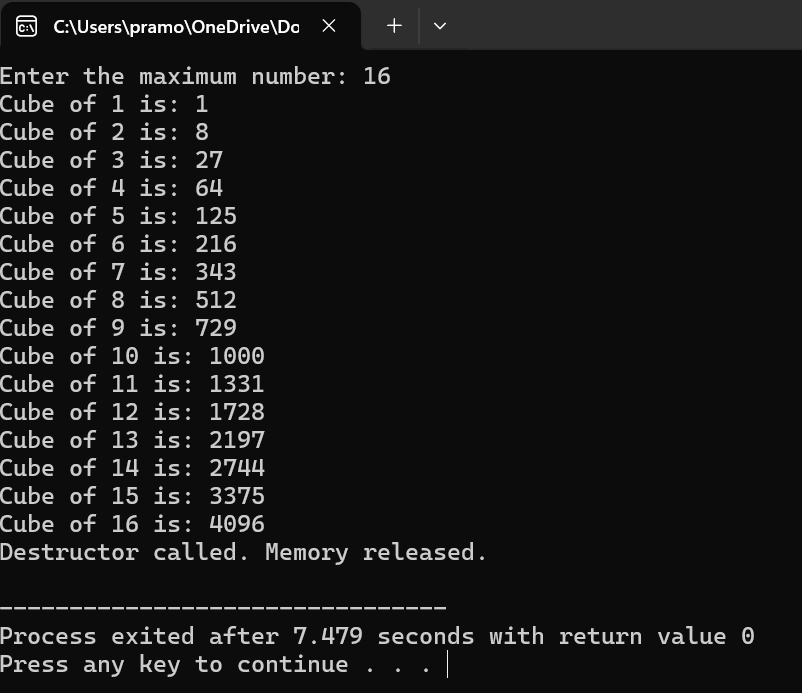 C:\Users\pramo\OneDrive\Do
Enter the maximum number: 16
Cube of 1 is: 1
Cube of 2 is: 8
Cube of 3 is: 27
Cube of 4 is: 64
Cube of 5 is: 125
Cube of 6 is: 216
Cube of 7 is: 343
Cube of 8 is: 512
Cube of 9 is: 729
Cube of 10 is: 1000
Cube of 11 is: 1331
Cube of 12 is: 1728
Cube of 13 is: 2197
Cube of 14 is: 2744
Cube of 15 is: 3375
Cube of 16 is: 4096
Destructor called. Memory released.
--------------------------------
Process exited after 7.479 seconds with return value 0
Press any key to continue . . .